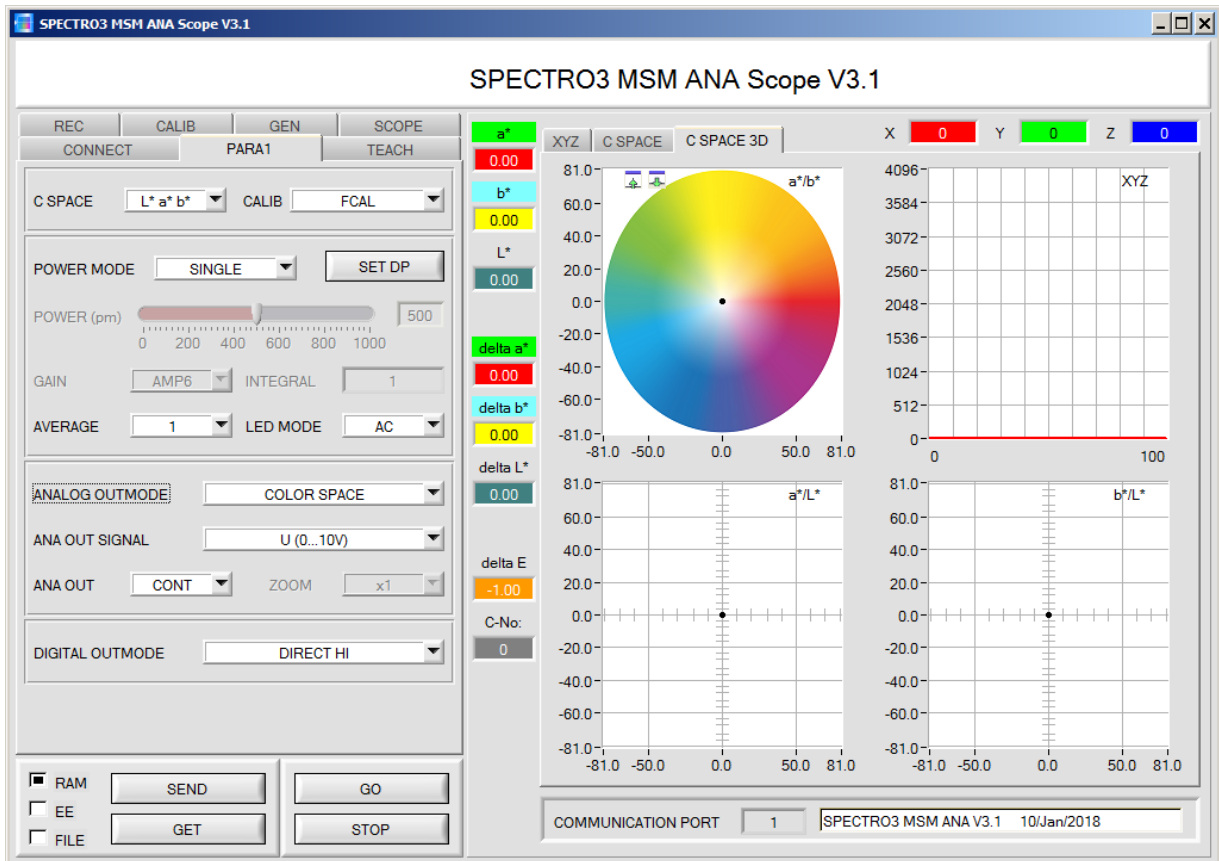 SPECTRO3 MSM ANA Scope V3.1
SPECTRO3 MSM ANA Scope V3.1
REC CALIB GEN SCOPE
CONNECT PARA1 TEACH
C SPACE L* a* b* CALIB FCAL
POWER MODE SINGLE SET DP
POWER (pm) 500
0 200 400 600 800 1000
GAIN AMP6 INTEGRAL 1
AVERAGE 1 LED MODE AC
ANALOG OUTMODE COLOR SPACE
ANA OUT SIGNAL U (0...10V)
ANA OUT CONT ZOOM x1
DIGITAL OUTMODE DIRECT HI
RAM SEND GO
EE
GET STOP
FILE
a*
0.00
b*
0.00
L*
0.00
delta a*
0.00
delta b*
0.00
delta L*
0.00
delta E
-1.00
C-No:
0
XYZ C SPACE C SPACE 3D
X 0 Y 0 Z 0
a*/b*
81.0
60.0
40.0
20.0
0.0
-20.0
-40.0
-60.0
-81.0
-81.0 -50.0 0.0 50.0 81.0
XYZ
4096
3584
3072
2560
2048
1536
1024
512
0
0 100
a*/L*
81.0
60.0
40.0
20.0
0.0
-20.0
-40.0
-60.0
-81.0
-81.0 -50.0 0.0 50.0 81.0
b*/L*
81.0
60.0
40.0
20.0
0.0
-20.0
-40.0
-60.0
-81.0
-81.0 -50.0 0.0 50.0 81.0
COMMUNICATION PORT 1 SPECTRO3 MSM ANA V3.1 10/Jan/2018